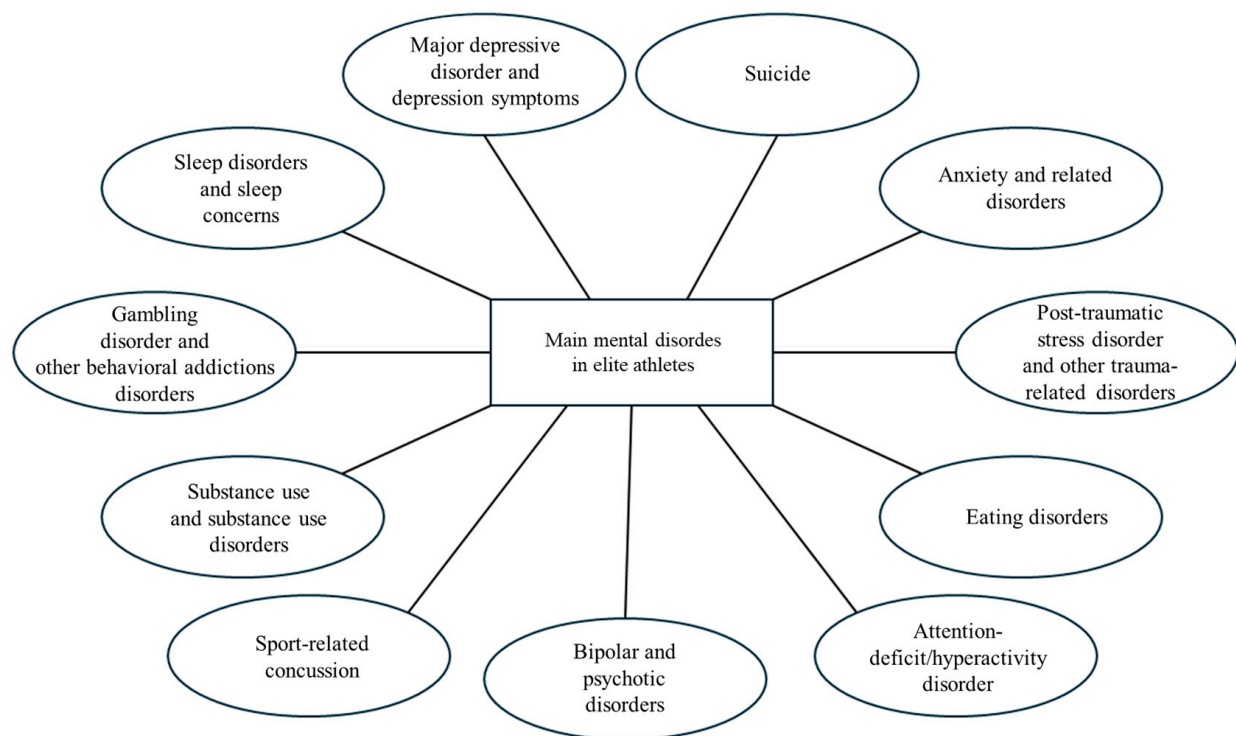 Major depressive
disorder and
depression symptoms
Suicide
Sleep disorders
and sleep
concerns
Anxiety and related
disorders
Gambling
disorder and
other behavioral addictions
disorders
Main mental disordes
in elite athletes
Post-traumatic
stress disorder
and other trauma-
related disorders
Substance use
and substance use
disorders
Eating disorders
Sport-related
concussion
Bipolar and
psychotic
disorders
Attention-
deficit/hyperactivity
disorder